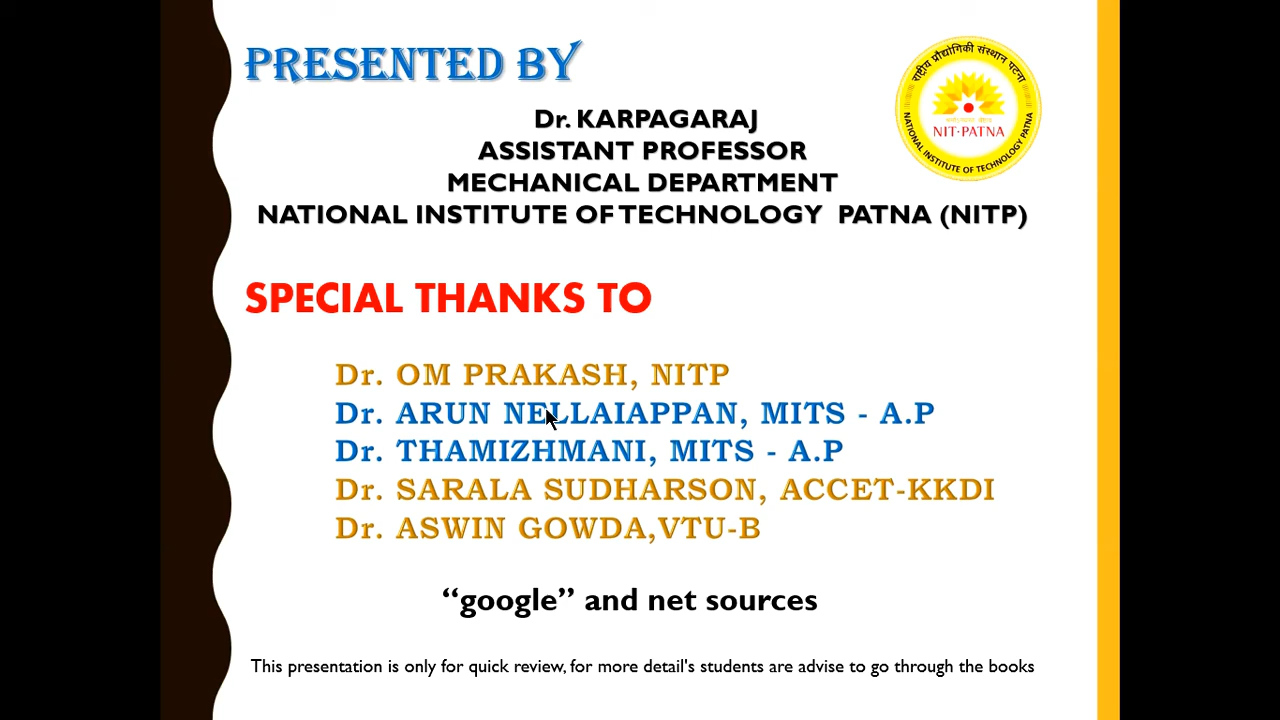 PRESENTED BY
Dr. KARPAGARAJ
ASSISTANT PROFESSOR
MECHANICAL DEPARTMENT
NATIONAL INSTITUTE OF TECHNOLOGY PATNA (NITP)
राष्ट्रीय प्रौद्योगिकी संस्थान पटना
NIT-PATNA
NATIONAL INSTITUTE OF TECHNOLOGY PATNA
SPECIAL THANKS TO
Dr. OM PRAKASH, NITP
Dr. ARUN NELLAIAPPAN, MITS - A.P
Dr. THAMIZHMANI, MITS - A.P
Dr. SARALA SUDHARSON, ACCET-KKDI
Dr. ASWIN GOWDA,VTU-B
“google” and net sources
This presentation is only for quick review, for more detail's students are advise to go through the books